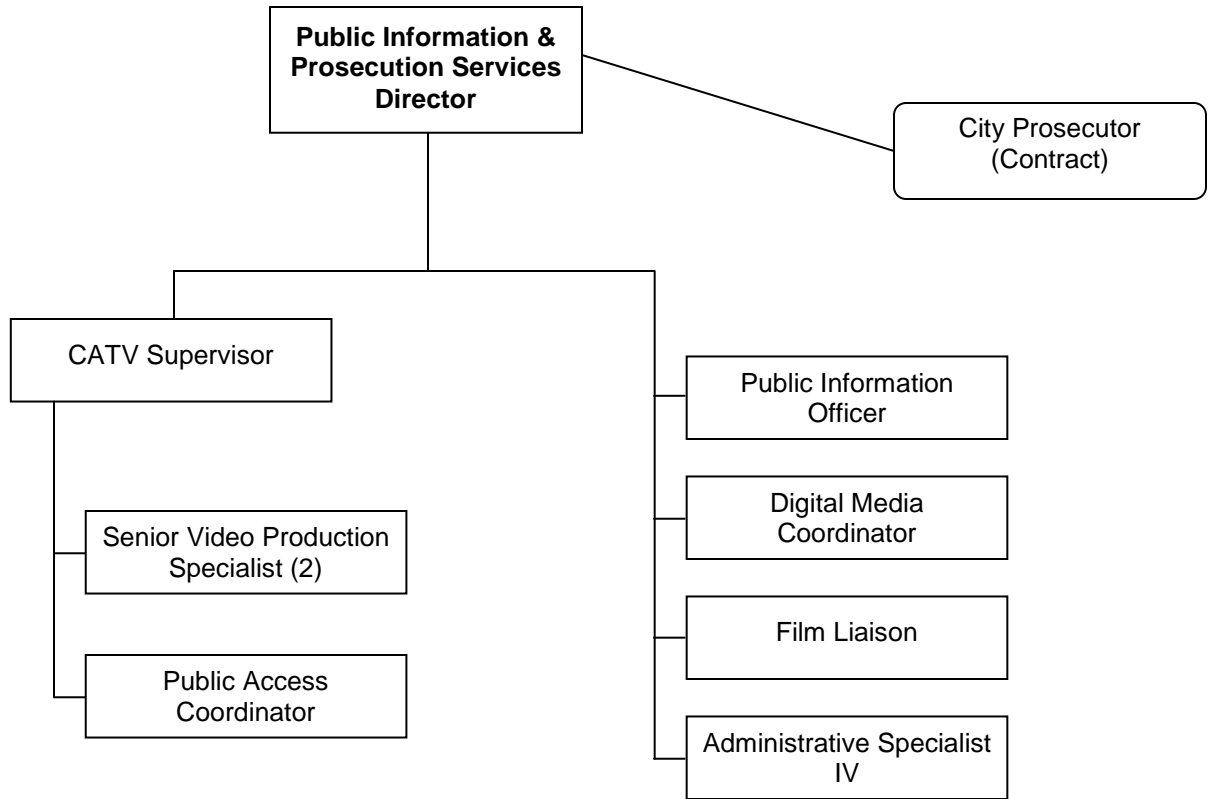 Public Information &
Prosecution Services
Director
City Prosecutor
(Contract)
CATV Supervisor
Senior Video Production
Specialist (2)
Public Access
Coordinator
Public Information
Officer
Digital Media
Coordinator
Film Liaison
Administrative Specialist
IV